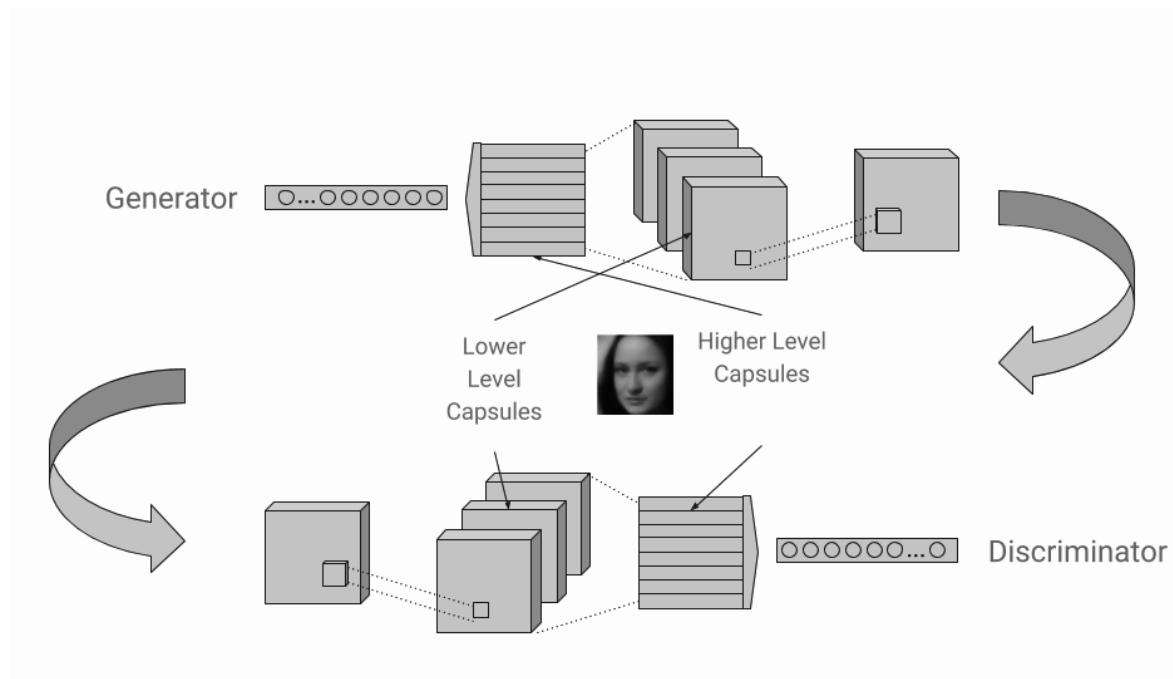 Generator
Lower
Level
Capsules
Higher Level
Capsules
Discriminator